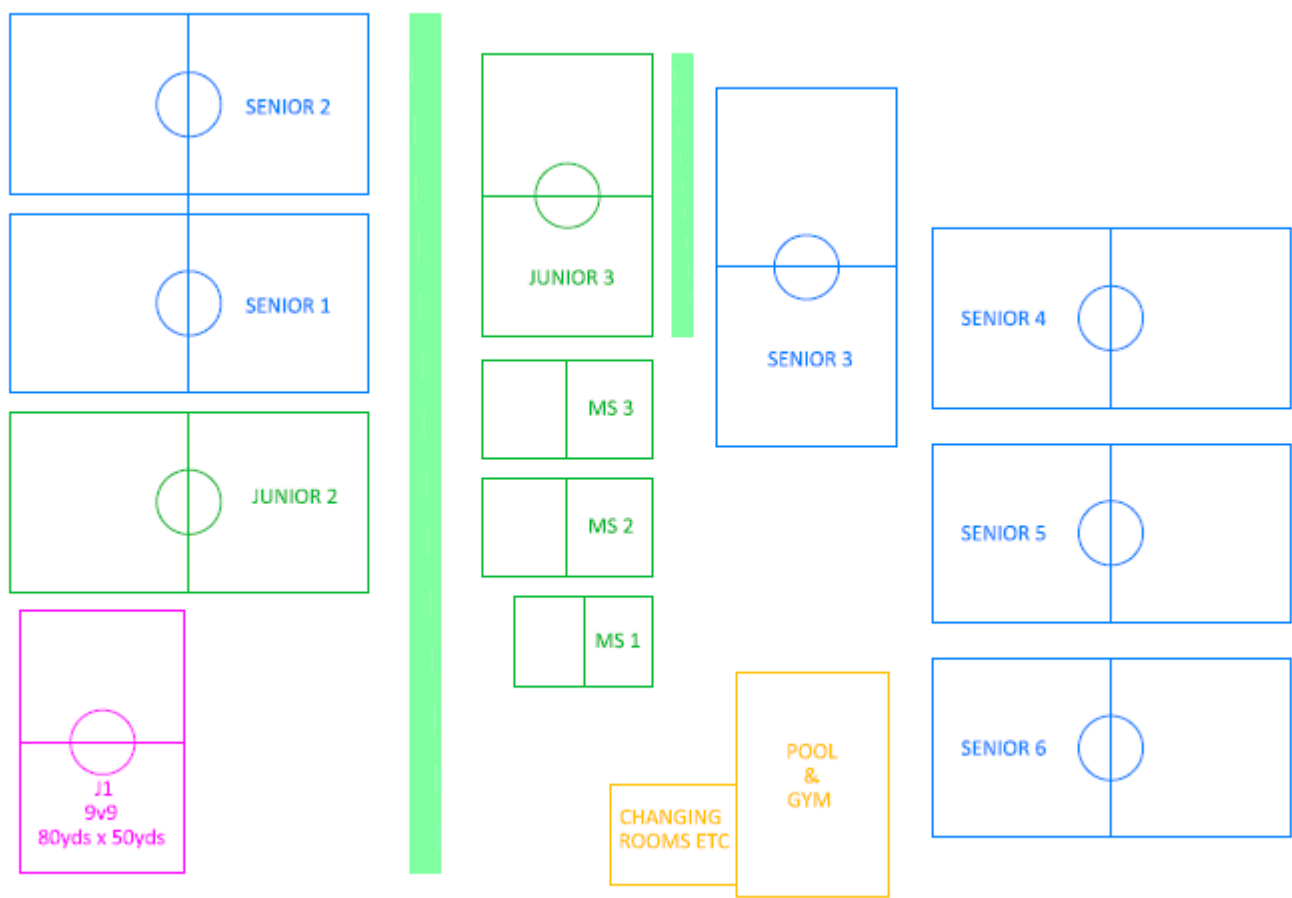 SENIOR 2
SENIOR 1
JUNIOR 2
J1
9v9
80yds x 50yds
JUNIOR 3
MS 3
MS 2
MS 1
SENIOR 3
SENIOR 4
SENIOR 5
SENIOR 6
POOL
&
GYM
CHANGING
ROOMS ETC